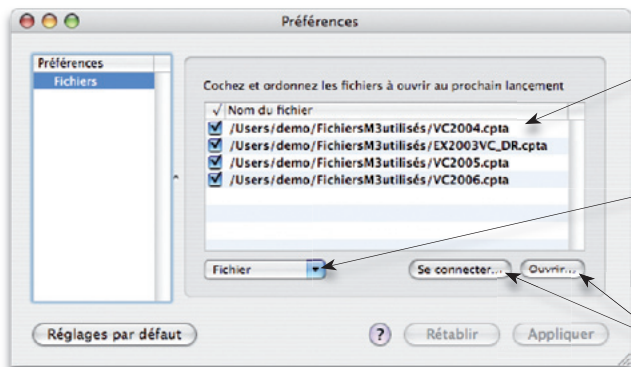 Préférences
Préférences
Fichiers
Cochez et ordonnez les fichiers à ouvrir au prochain lancement
√ Nom du fichier
/Users/demo/FichiersM3utilisés/VC2004.cpta
/Users/demo/FichiersM3utilisés/EX2003VC_DR.cpta
/Users/demo/FichiersM3utilisés/VC2005.cpta
/Users/demo/FichiersM3utilisés/VC2006.cpta
Fichier
Se connecter...
Ouvrir...
Réglages par défaut
?
Rétablir
Appliquer